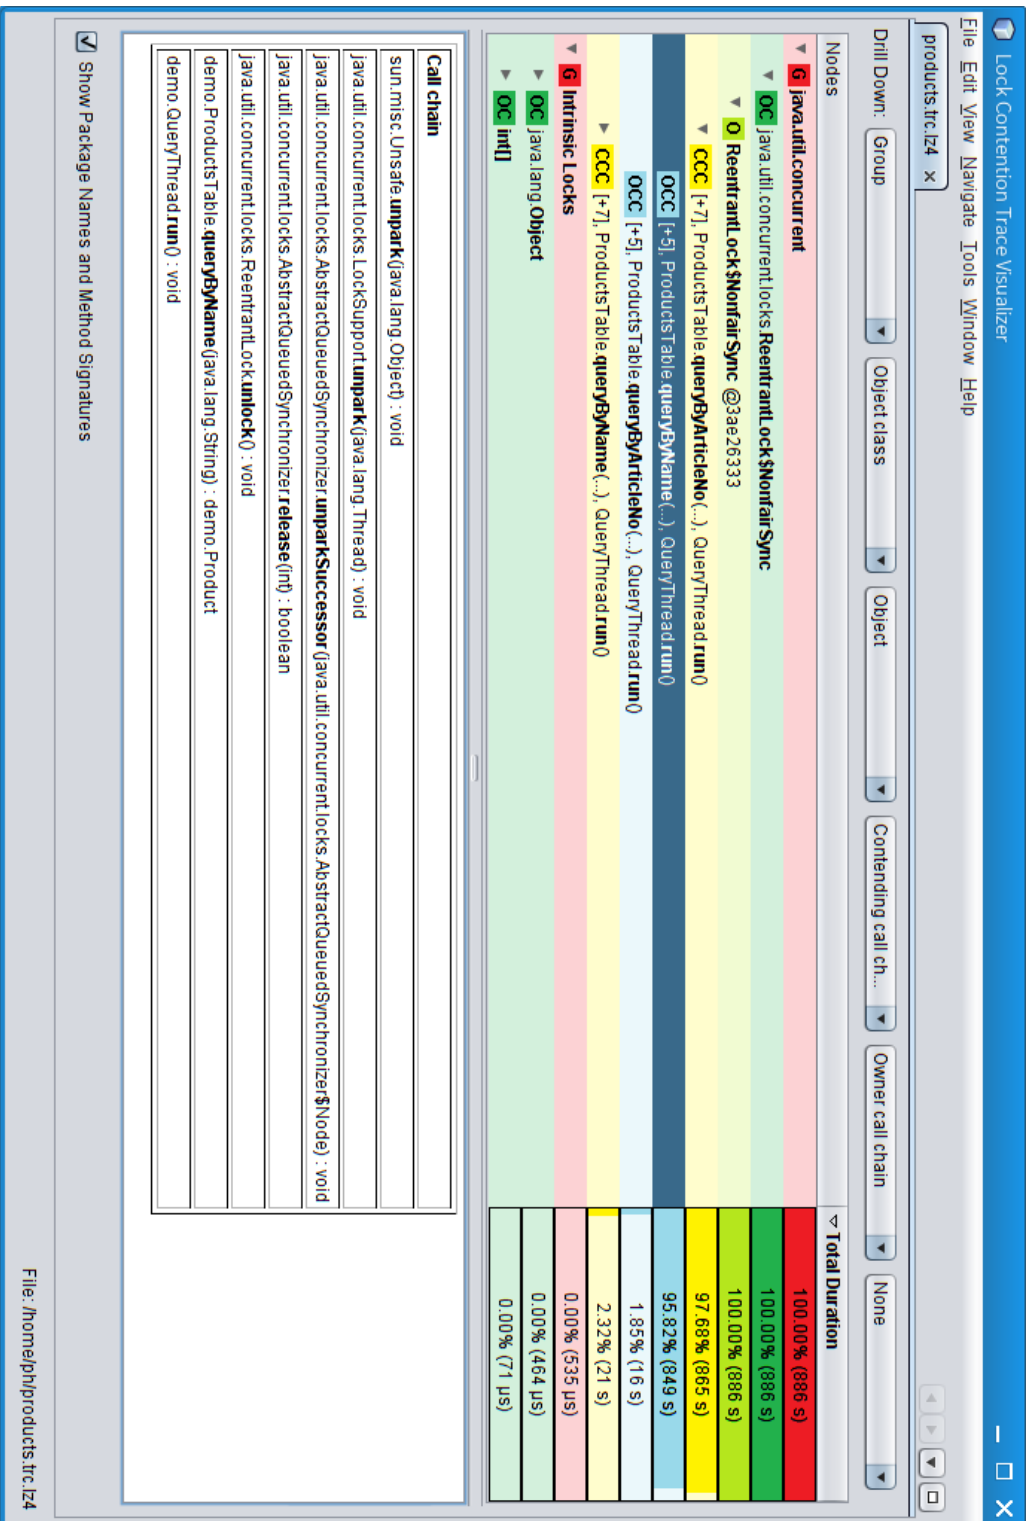 Lock Contention Trace Visualizer
File Edit View Navigate Tools Window Help
products.trc.lz4 ×
Drill Down: Group Object class Object Contending call ch... Owner call chain None
Nodes Total Duration
G java.util.concurrent 100.00% (886 s)
OC java.util.concurrent.locks.ReentrantLock$NonfairSync 100.00% (886 s)
O ReentrantLock$NonfairSync @3ae26333 100.00% (886 s)
CCC [+7], ProductsTable.queryByArticleNo(...), QueryThread.run() 97.68% (865 s)
OCC [+5], ProductsTable.queryByName(...), QueryThread.run() 95.82% (849 s)
OCC [+5], ProductsTable.queryByArticleNo(...), QueryThread.run() 1.85% (16 s)
CCC [+7], ProductsTable.queryByName(...), QueryThread.run() 2.32% (21 s)
G Intrinsic Locks 0.00% (535 µs)
OC java.lang.Object 0.00% (464 µs)
OC int[] 0.00% (71 µs)
Call chain
sun.misc.Unsafe.unpark(java.lang.Object) : void
java.util.concurrent.locks.LockSupport.unpark(java.lang.Thread) : void
java.util.concurrent.locks.AbstractQueuedSynchronizer.unparkSuccessor(java.util.concurrent.locks.AbstractQueuedSynchronizer$Node) : void
java.util.concurrent.locks.AbstractQueuedSynchronizer.release(int) : boolean
java.util.concurrent.locks.ReentrantLock.unlock() : void
demo.ProductsTable.queryByName(java.lang.String) : demo.Product
demo.QueryThread.run() : void
Show Package Names and Method Signatures
File: /home/ph/products.trc.lz4